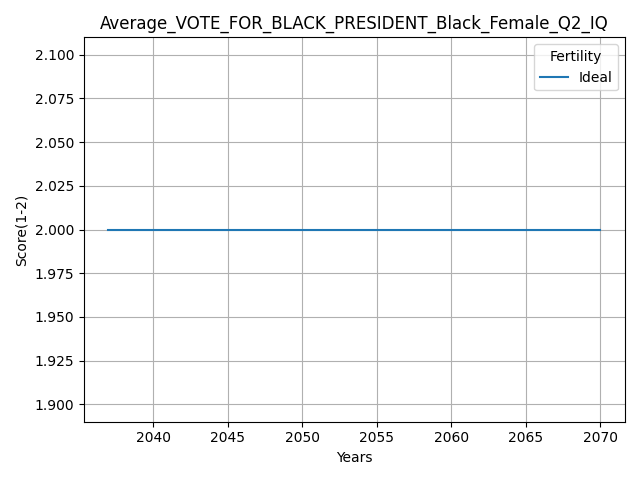 Average_VOTE_FOR_BLACK_PRESIDENT_Black_Female_Q2_IQ
Fertility
Ideal
2.100
2.075
2.050
2.025
2.000
1.975
1.950
1.925
1.900
Score(1-2)
2040 2045 2050 2055 2060 2065 2070
Years